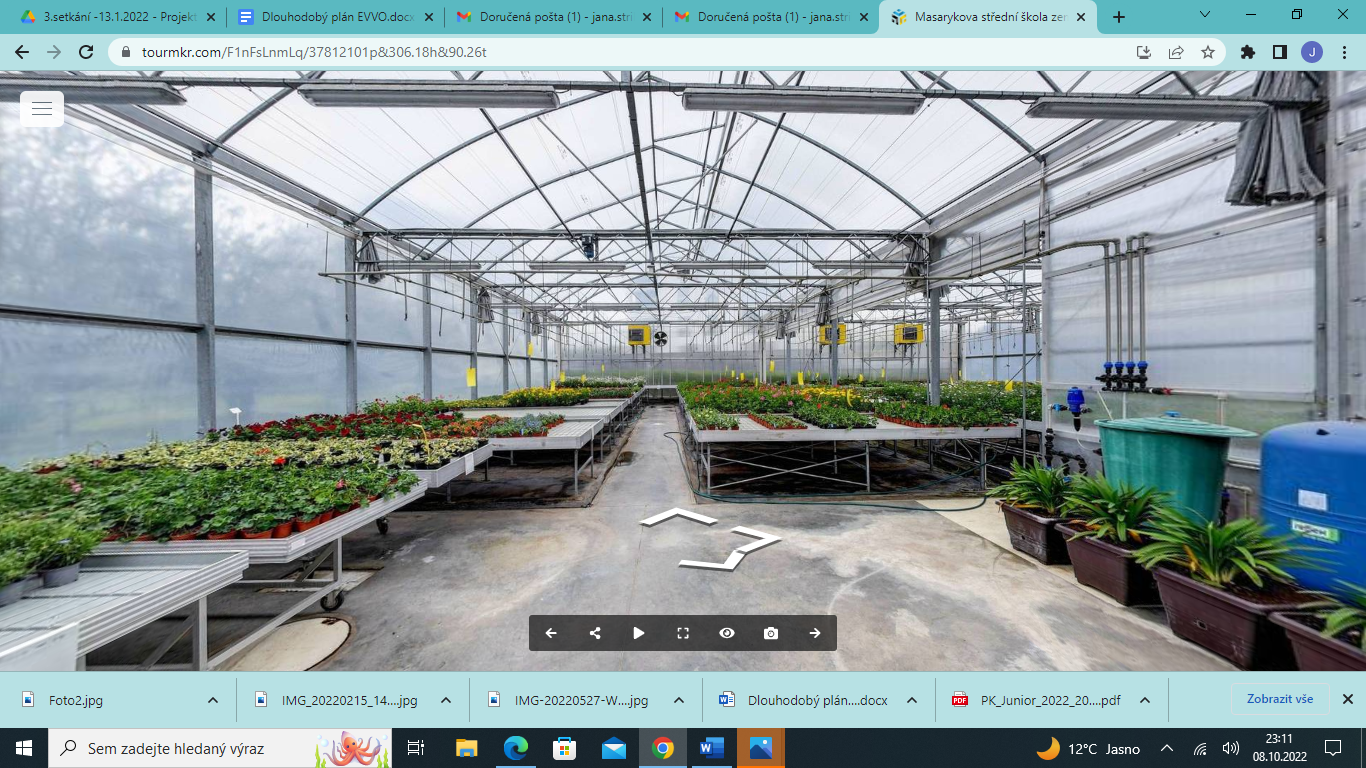 3.setkání -13.1.2022 - Projekt
Dlouhodobý plán EVVO.docx
Doručená pošta (1) - jana.stri
Doručená pošta (1) - jana.stri
Masarykova střední škola zem
tourmkr.com/F1nFsLnmLq/37812101p&306.18h&90.26t
J
Foto2.jpg
IMG_20220215_14....jpg
IMG-20220527-W....jpg
Dlouhodobý plán....docx
PK_Junior_2022_20....pdf
Zobrazit vše
Sem zadejte hledaný výraz
12°C Jasno
23:11
08.10.2022